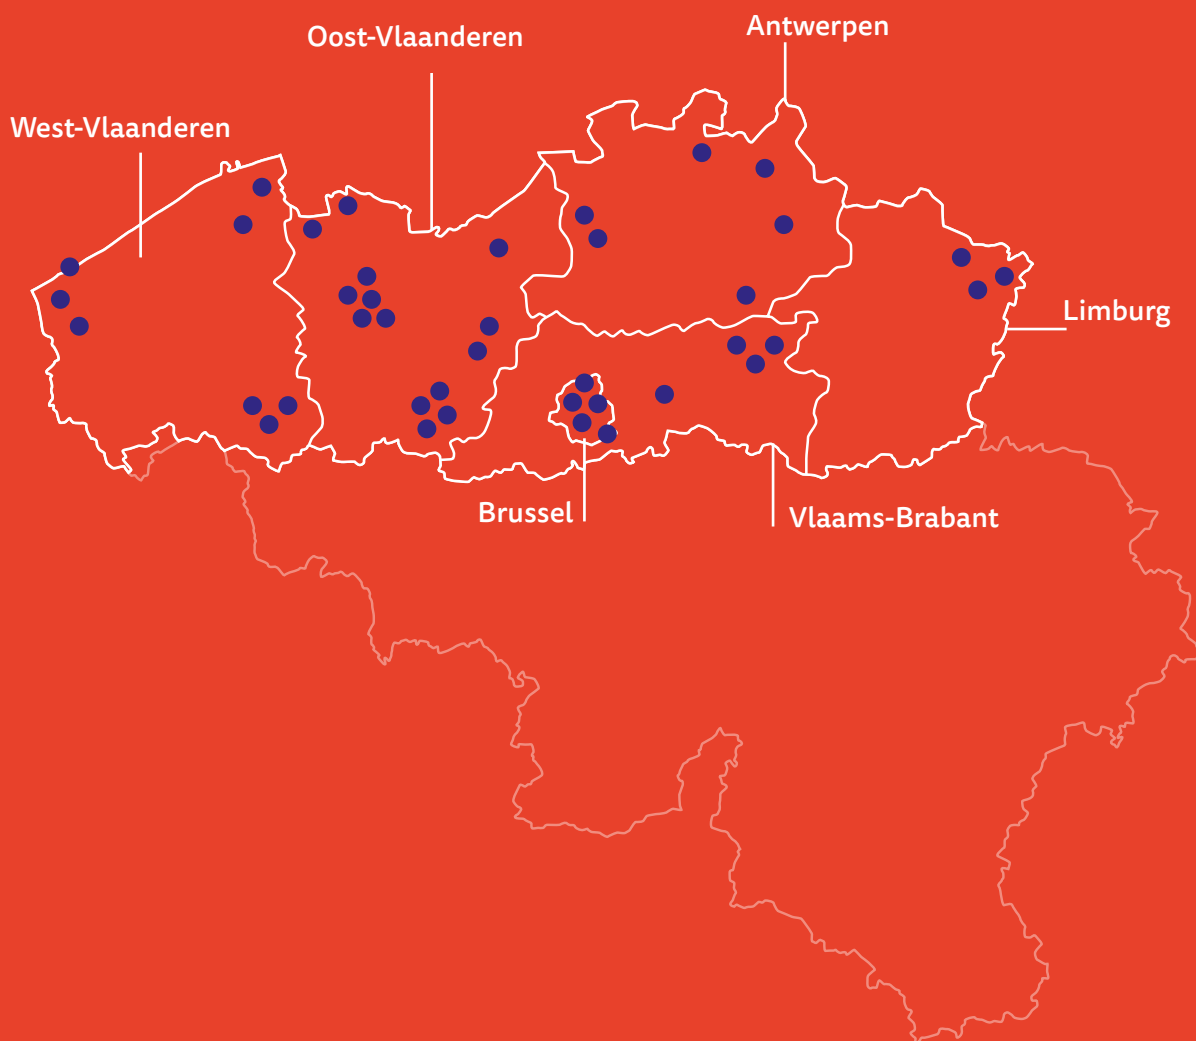 Antwerpen
Oost-Vlaanderen
West-Vlaanderen
Limburg
Brussel
Vlaams-Brabant